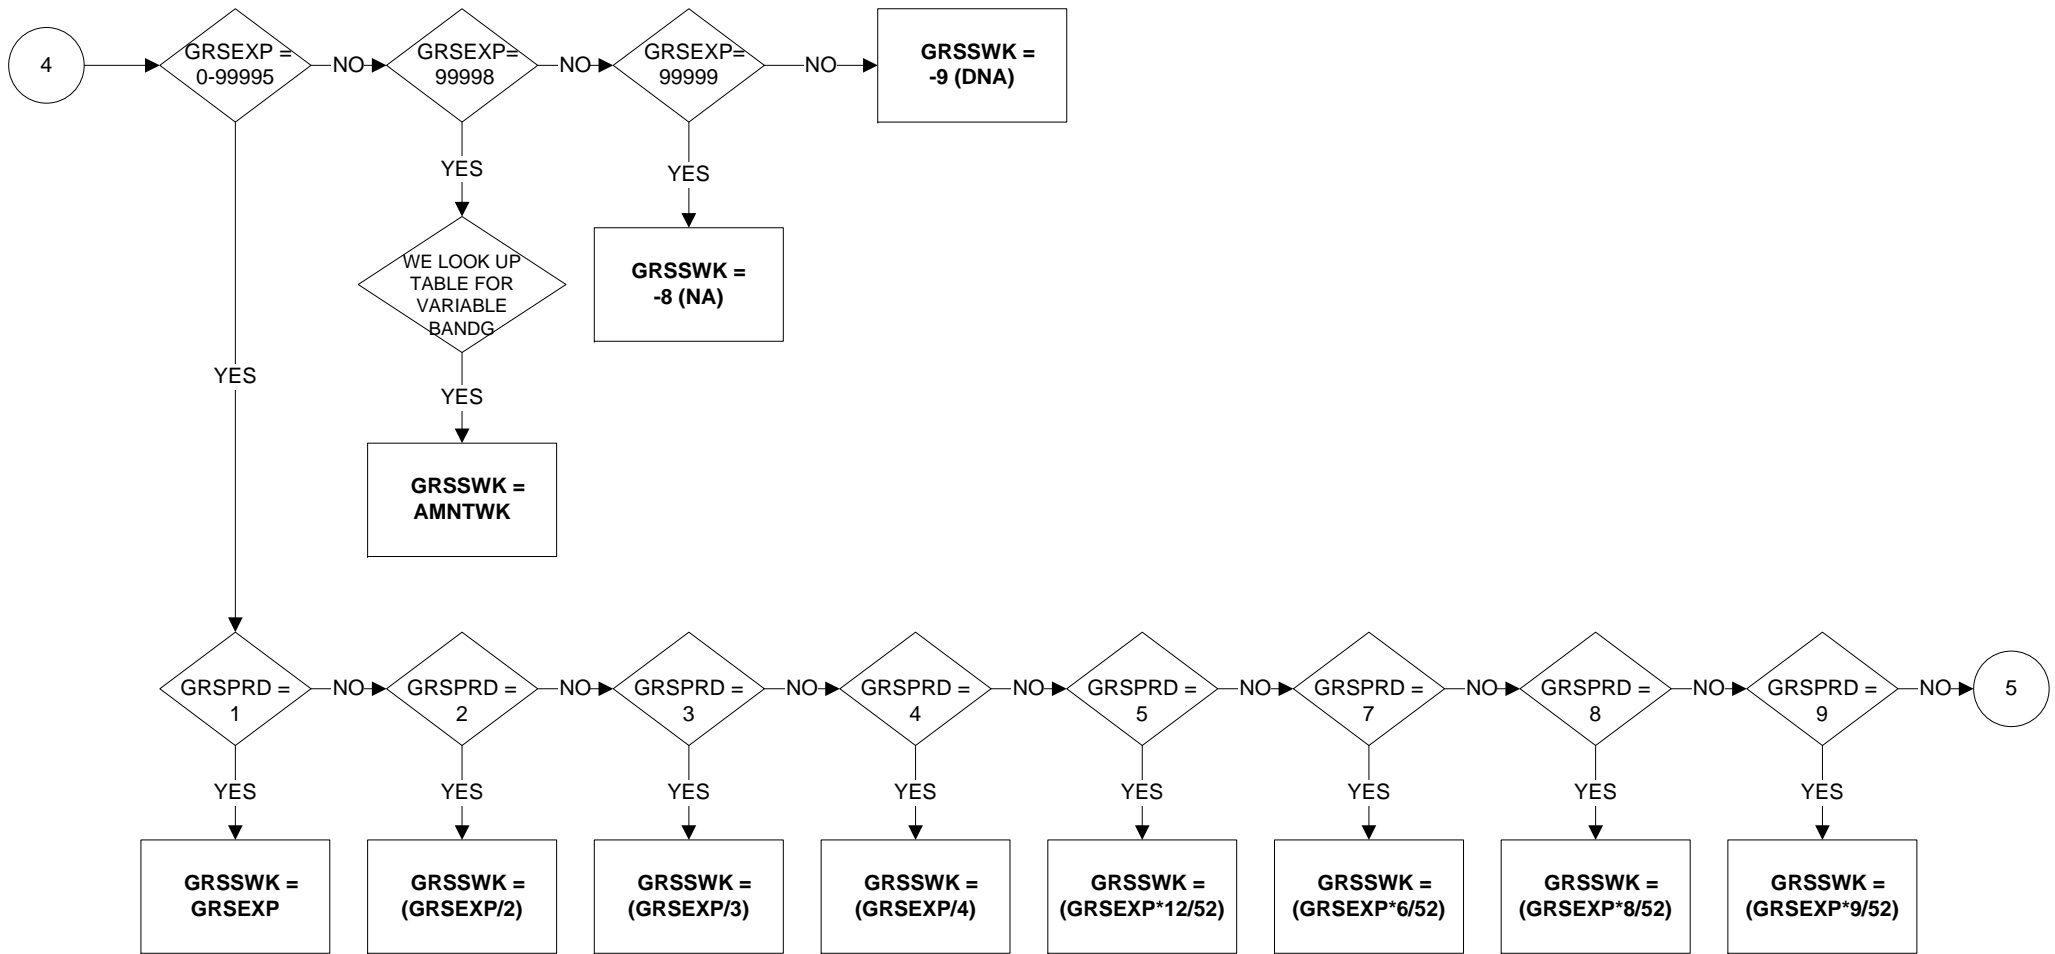 4
GRSEXP =
0-99995
NO
GRSEXP=
99998
NO
GRSEXP=
99999
NO
GRSSWK =
-9 (DNA)
YES
YES
YES
WE LOOK UP
TABLE FOR
VARIABLE
BANDG
GRSSWK =
-8 (NA)
YES
GRSSWK =
AMNTWK
GRSPRD =
1
NO
GRSPRD =
2
NO
GRSPRD =
3
NO
GRSPRD =
4
NO
GRSPRD =
5
NO
GRSPRD =
7
NO
GRSPRD =
8
NO
GRSPRD =
9
NO
5
YES
YES
YES
YES
YES
YES
YES
YES
GRSSWK =
GRSEXP
GRSSWK =
(GRSEXP/2)
GRSSWK =
(GRSEXP/3)
GRSSWK =
(GRSEXP/4)
GRSSWK =
(GRSEXP*12/52)
GRSSWK =
(GRSEXP*6/52)
GRSSWK =
(GRSEXP*8/52)
GRSSWK =
(GRSEXP*9/52)